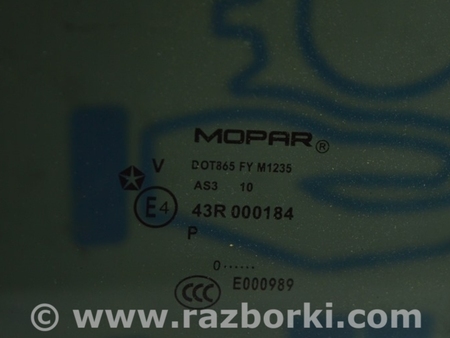 MOPAR®
V DOT865 FY M1235
AS3 10
E4 43R 000184
P
0······
CCC E000989
© www.razborki.com